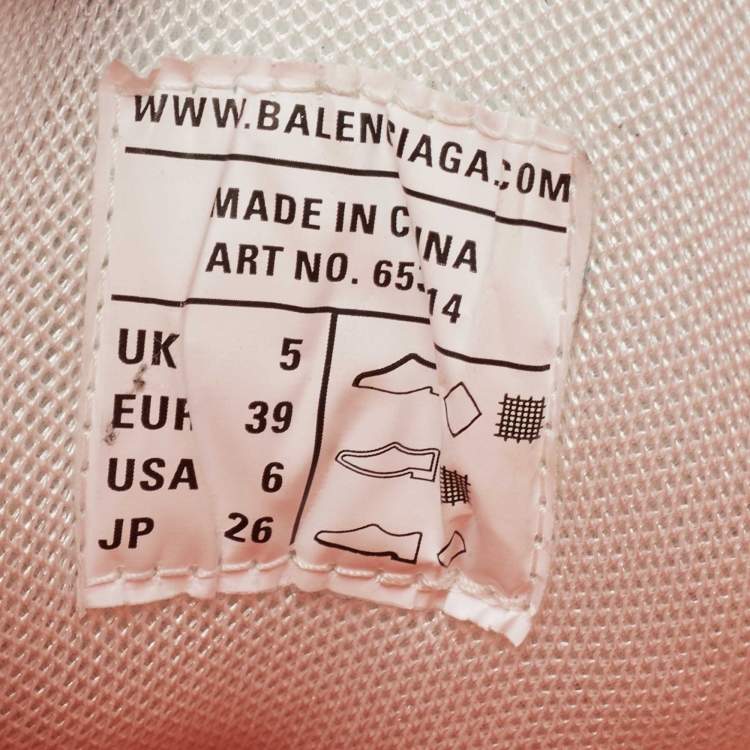 WWW.BALENCIAGA.COM
MADE IN CHINA
ART NO.
UK 5
EUR 39
USA 6
JP 26